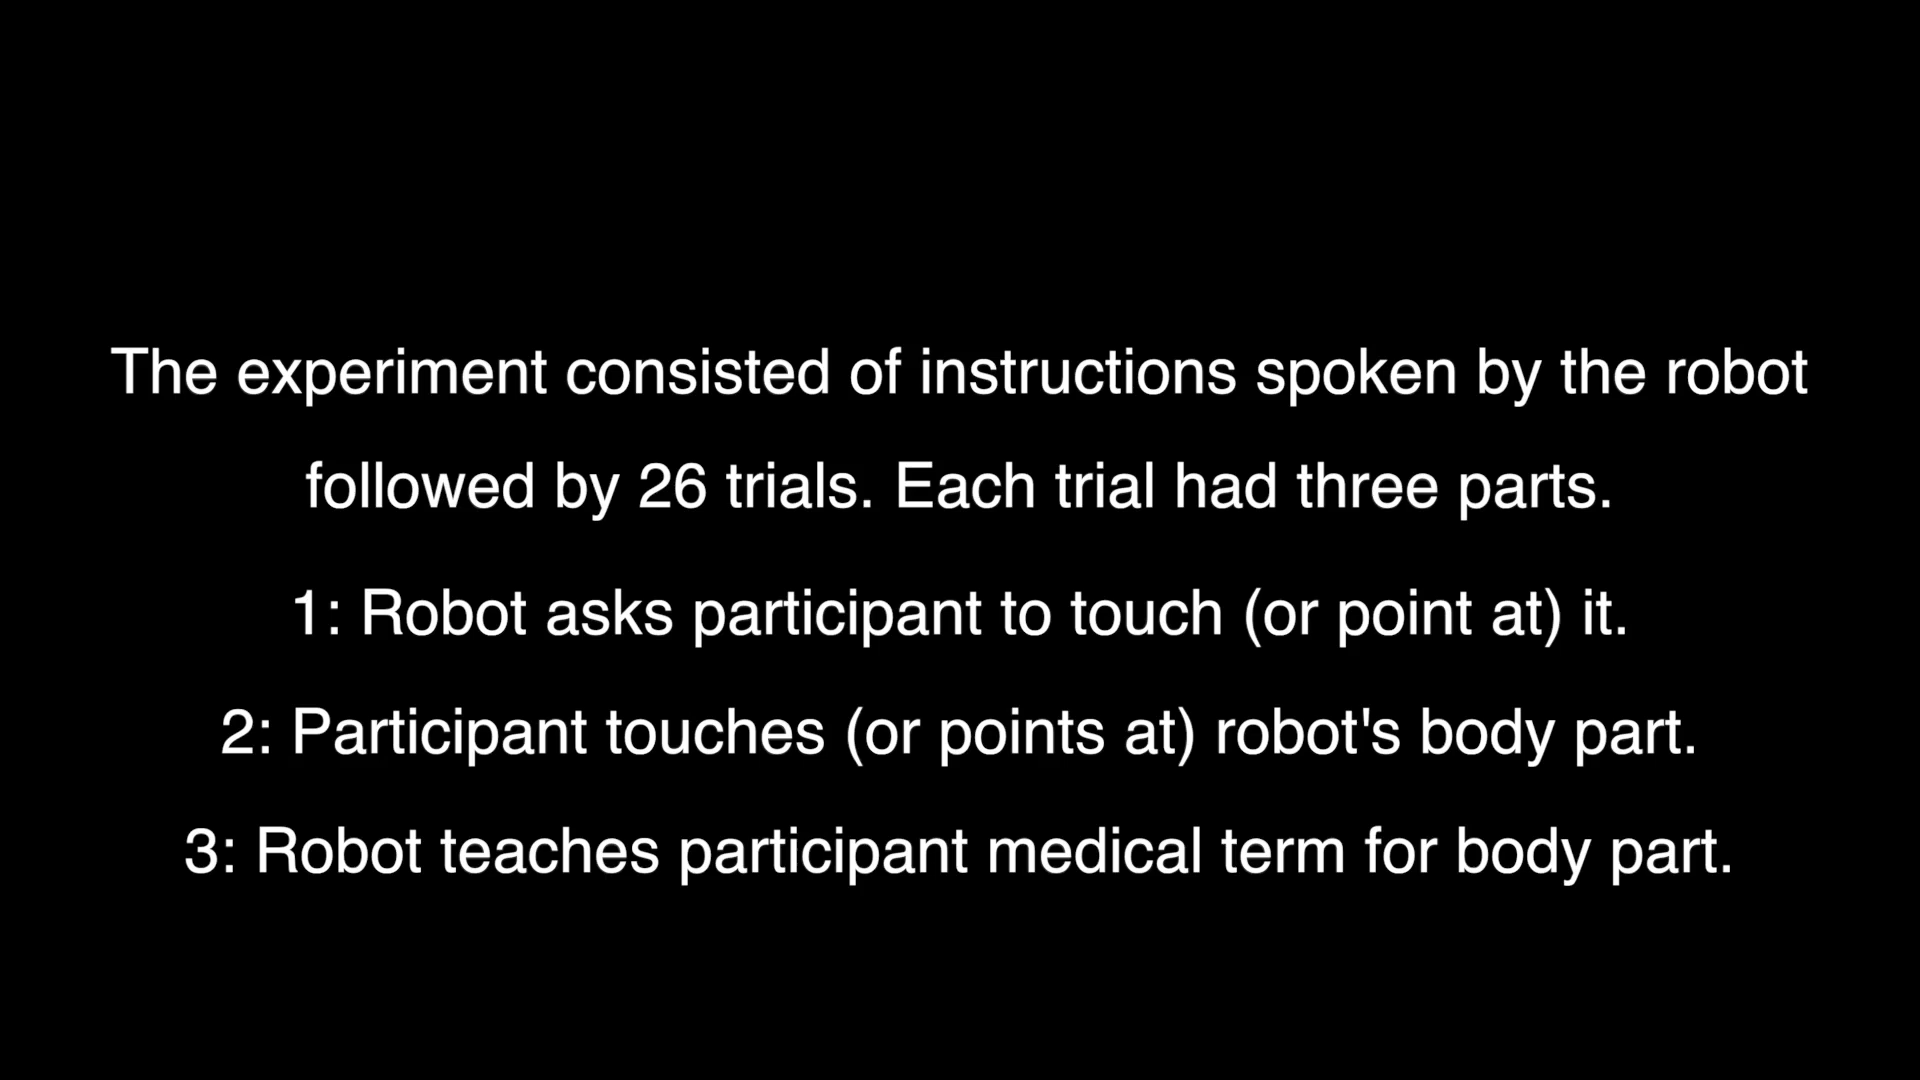 The experiment consisted of instructions spoken by the robot
followed by 26 trials. Each trial had three parts.
1: Robot asks participant to touch (or point at) it.
2: Participant touches (or points at) robot's body part.
3: Robot teaches participant medical term for body part.